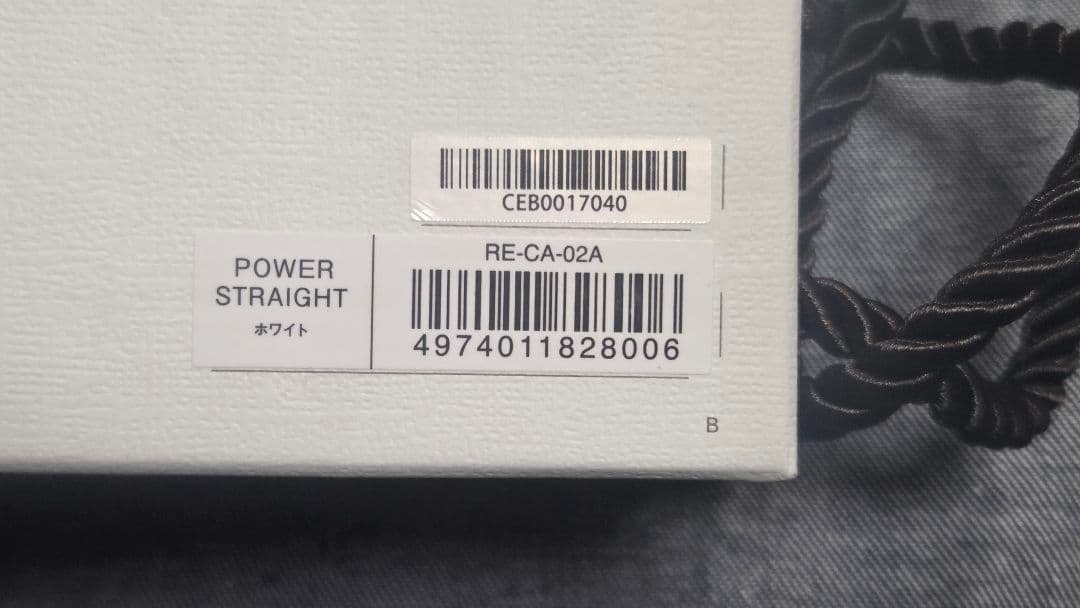 CEB0017040
RE-CA-02A
POWER
STRAIGHT
ホワイト
4974011828006
B